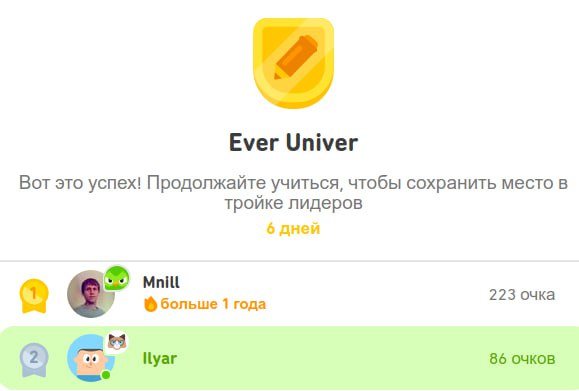 Ever Univer
Вот это успех! Продолжайте учиться, чтобы сохранить место в
тройке лидеров
6 дней
1
Mnill
больше 1 года
223 очка
2
Ilyar
86 очков